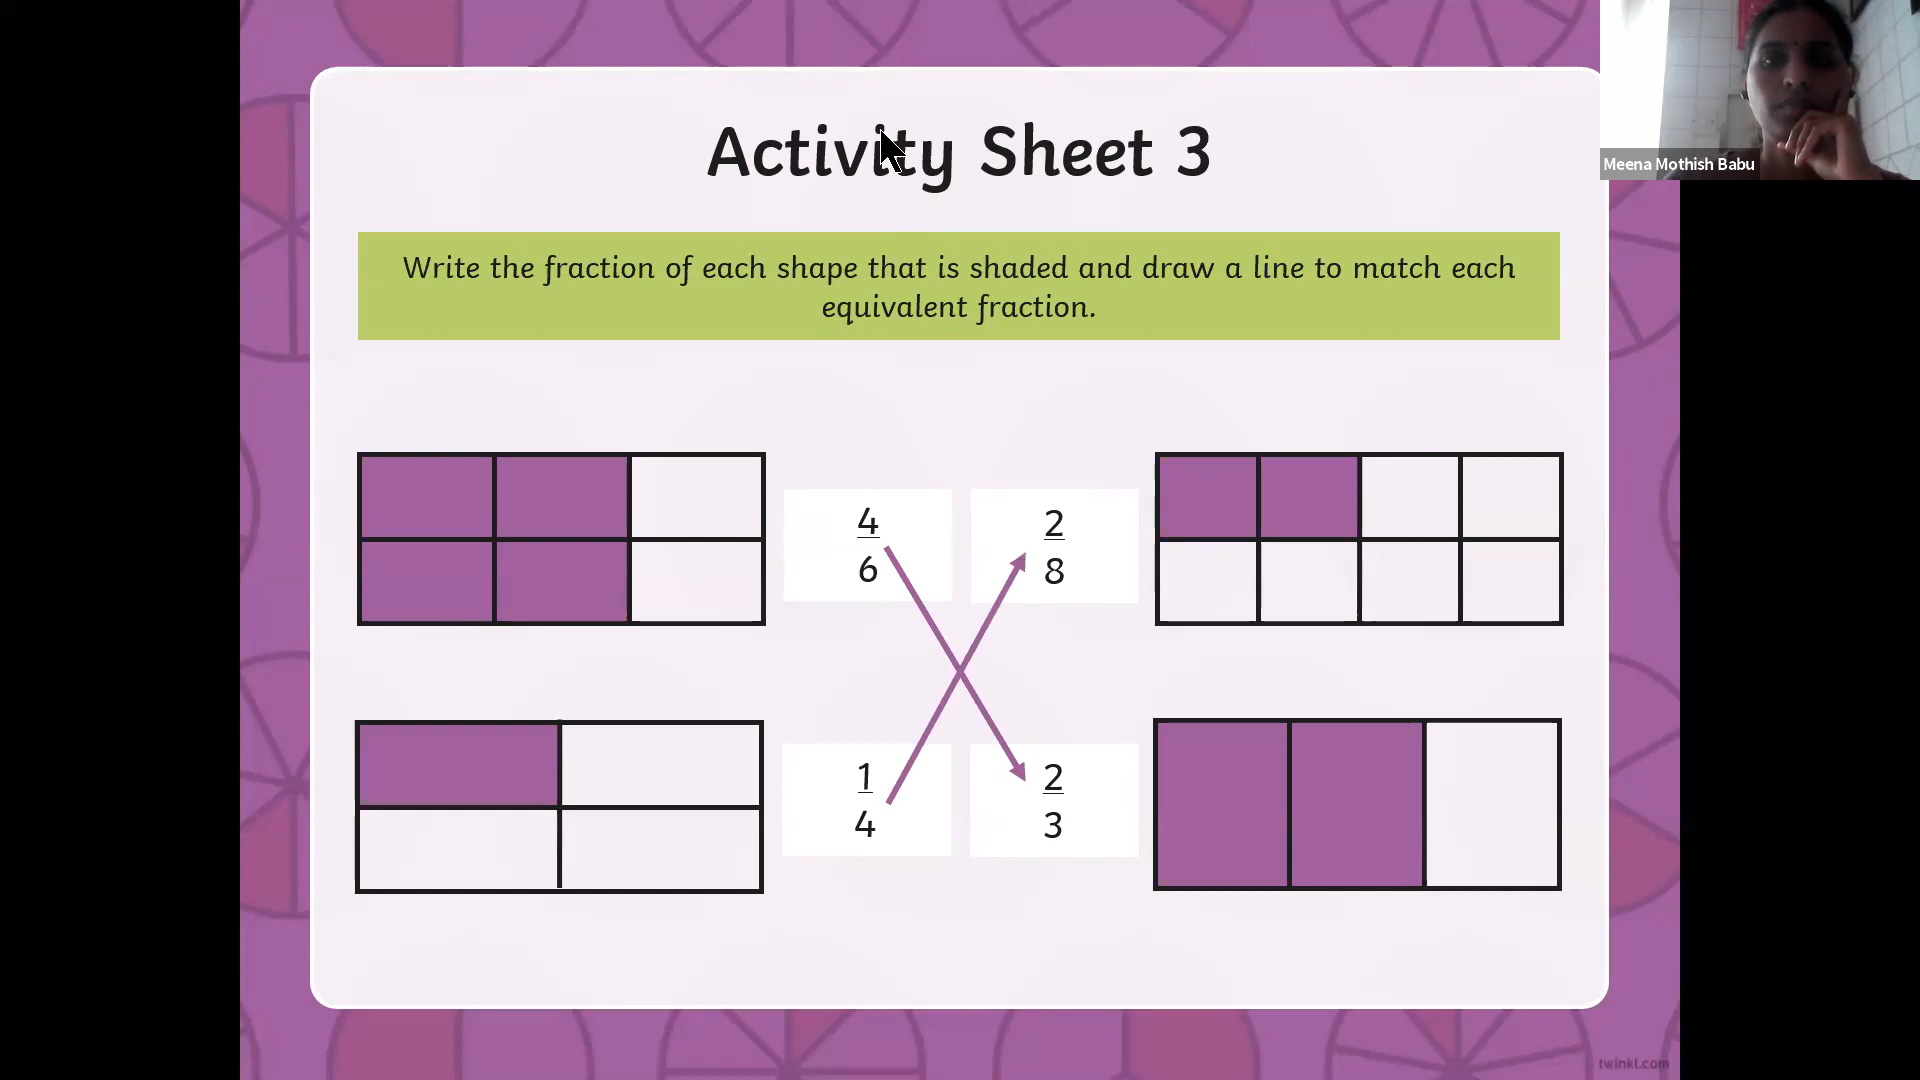 Activity Sheet 3
Meena Mothish Babu
Write the fraction of each shape that is shaded and draw a line to match each
equivalent fraction.
4
6
2
8
1
4
2
3
twinkl.com